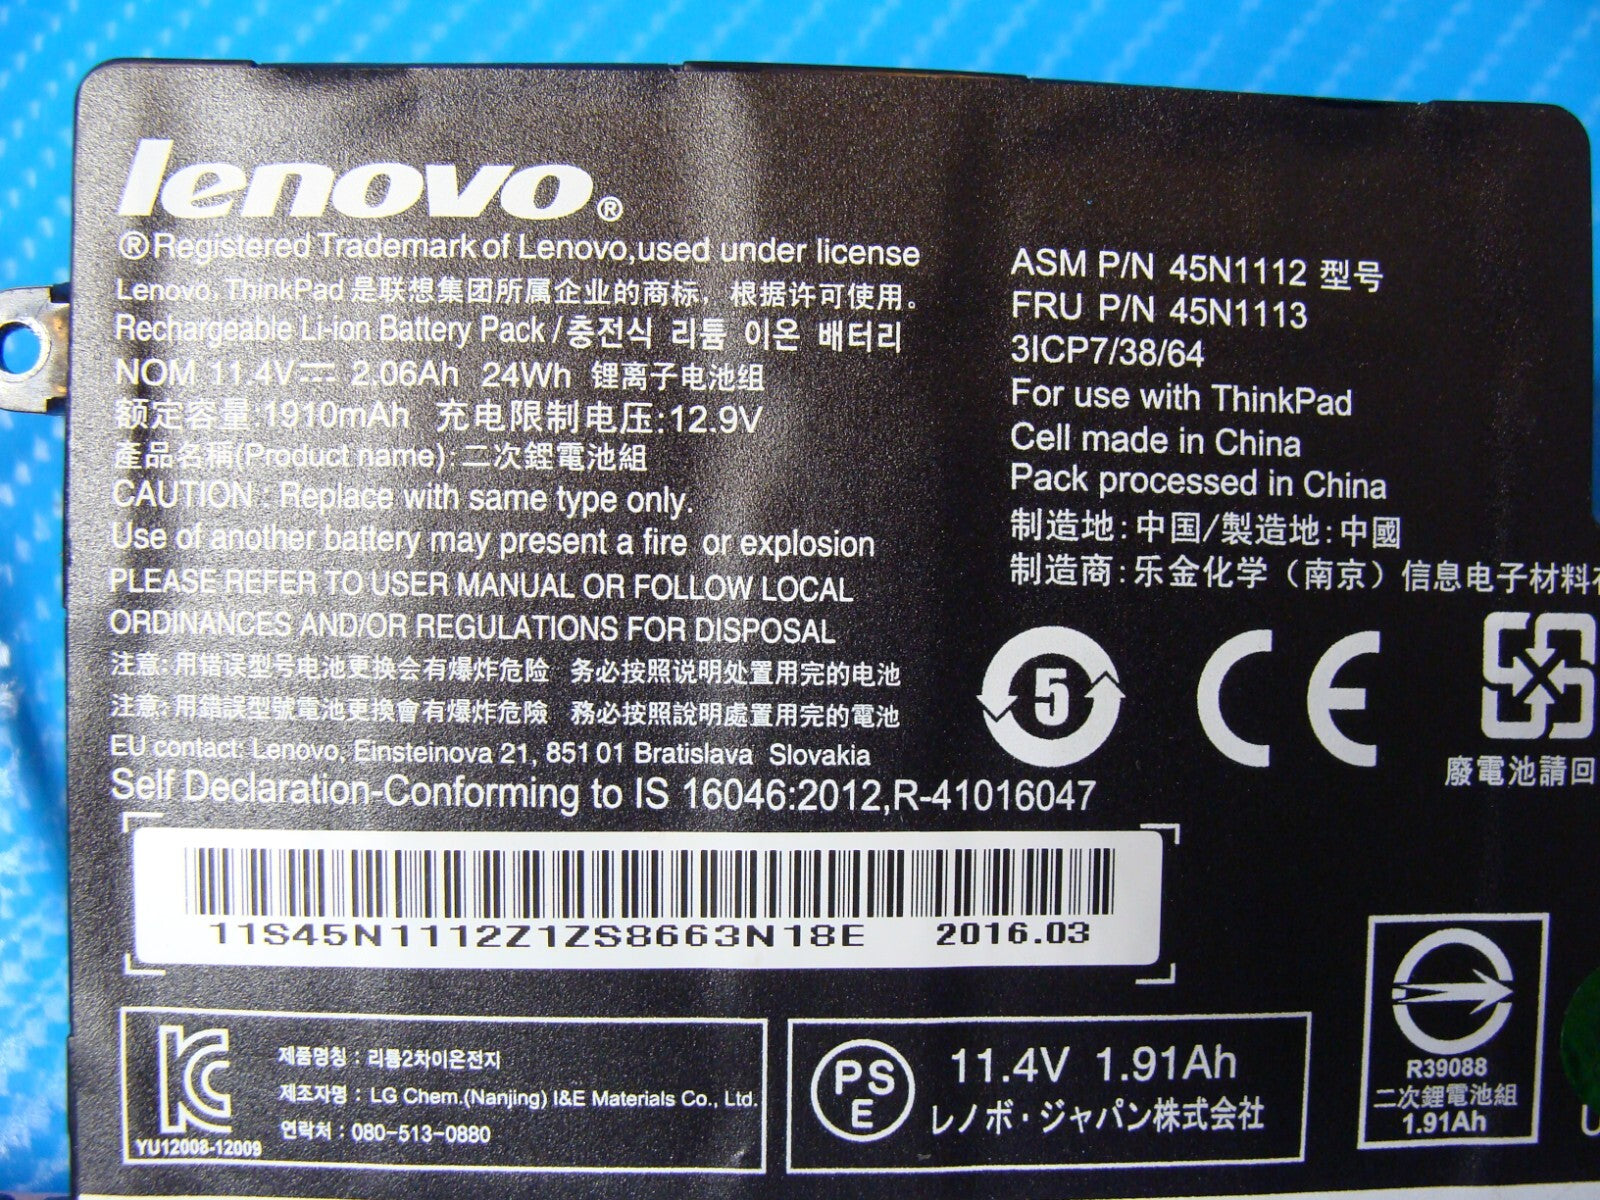 lenovo®
®Registered Trademark of Lenovo,used under license
Lenovo, ThinkPad 是联想集团所属企业的商标，根据许可使用。
Rechargeable Li-ion Battery Pack / 충전식 리튬 이온 배터리
NOM 11.4V⎓ 2.06Ah 24Wh 锂离子电池组
额定容量:1910mAh 充电限制电压:12.9V
產品名稱(Product name):二次鋰電池組
CAUTION: Replace with same type only.
Use of another battery may present a fire or explosion
PLEASE REFER TO USER MANUAL OR FOLLOW LOCAL
ORDINANCES AND/OR REGULATIONS FOR DISPOSAL
注意:用错误型号电池更换会有爆炸危险 务必按照说明处置用完的电池
注意:用錯誤型號電池更換會有爆炸危險 務必按照說明處置用完的電池
EU contact: Lenovo, Einsteinova 21, 851 01 Bratislava Slovakia
Self Declaration-Conforming to IS 16046:2012,R-41016047
ASM P/N 45N1112 型号
FRU P/N 45N1113
3ICP7/38/64
For use with ThinkPad
Cell made in China
Pack processed in China
制造地:中国/製造地:中國
制造商:乐金化学（南京）信息电子材料有
5
CE
廢電池請回
11S45N1112Z1ZS8663N18E 2016.03
KC
YU12008-12009
제품명칭 : 리튬2차이온전지
제조자명 : LG Chem.(Nanjing) I&E Materials Co., Ltd.
연락처 : 080-513-0880
PSE
11.4V 1.91Ah
レノボ・ジャパン株式会社
R39088
二次鋰電池組
1.91Ah